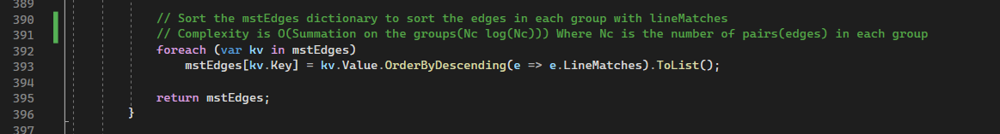 389
390 // Sort the mstEdges dictionary to sort the edges in each group with lineMatches
391 // Complexity is O(Summation on the groups(Nc log(Nc))) Where Nc is the number of pairs(edges) in each group
392 foreach (var kv in mstEdges)
393 mstEdges[kv.Key] = kv.Value.OrderByDescending(e => e.LineMatches).ToList();
394
395 return mstEdges;
396 }
397